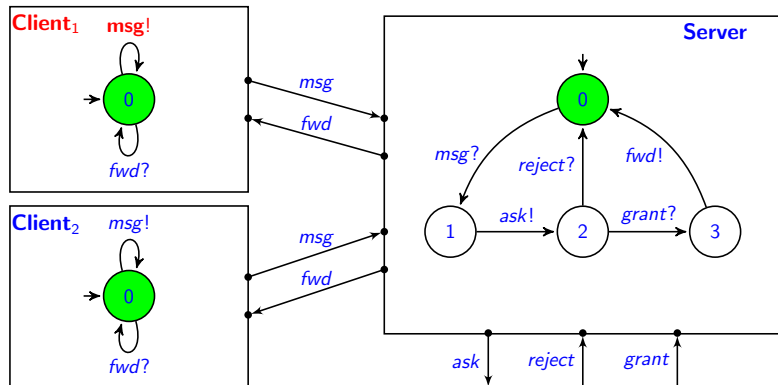 Client1 msg!
0
fwd?
msg
fwd
Client2 msg!
0
fwd?
msg
fwd
Server
0
msg? reject? fwd!
1 ask! 2 grant? 3
ask reject grant